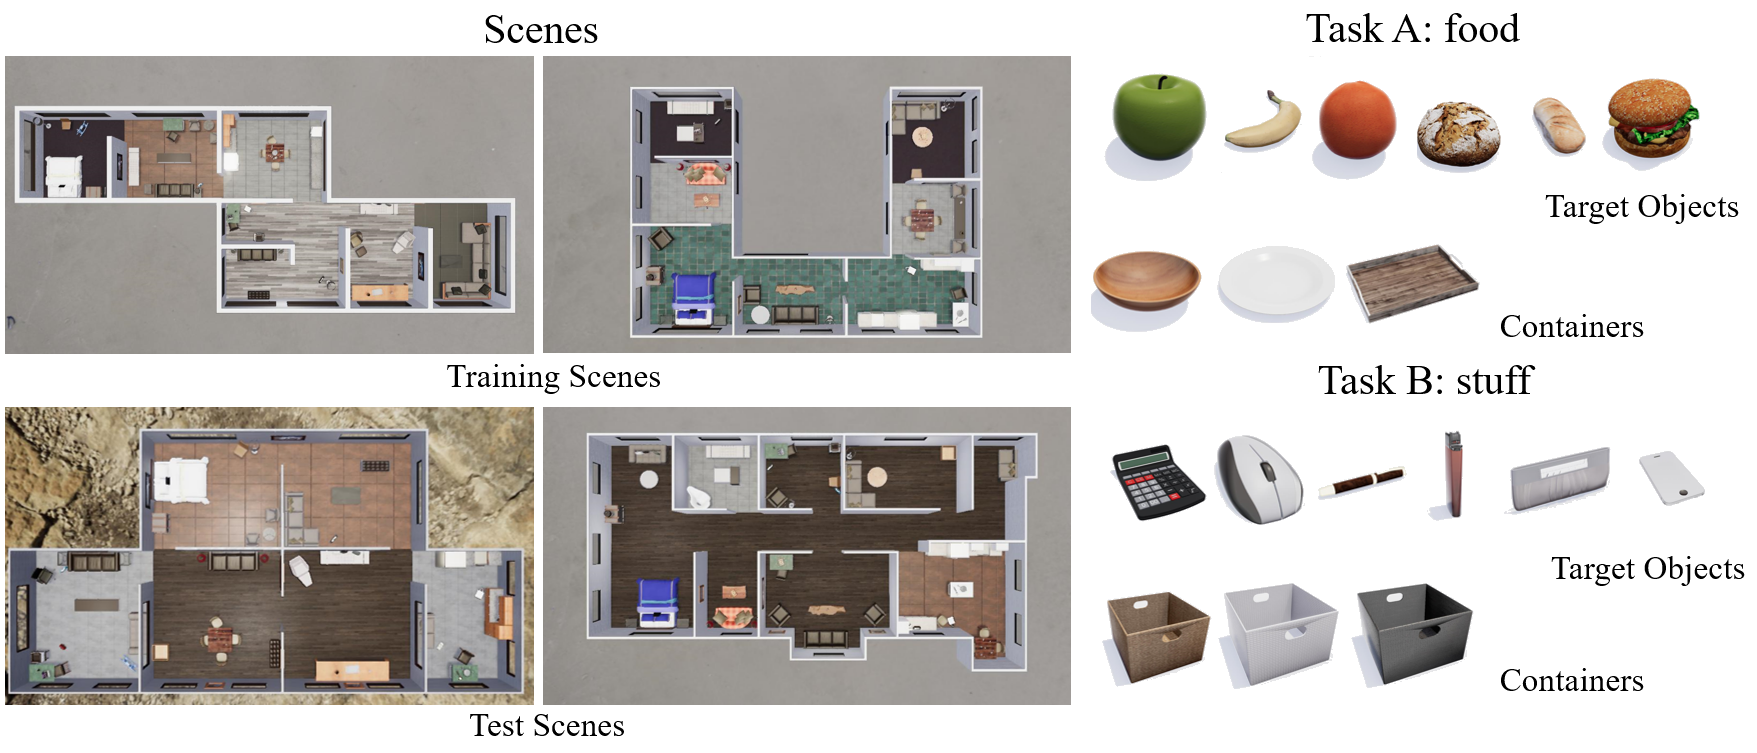 Scenes
Training Scenes
Test Scenes
Task A: food
Target Objects
Containers
Task B: stuff
Target Objects
Containers